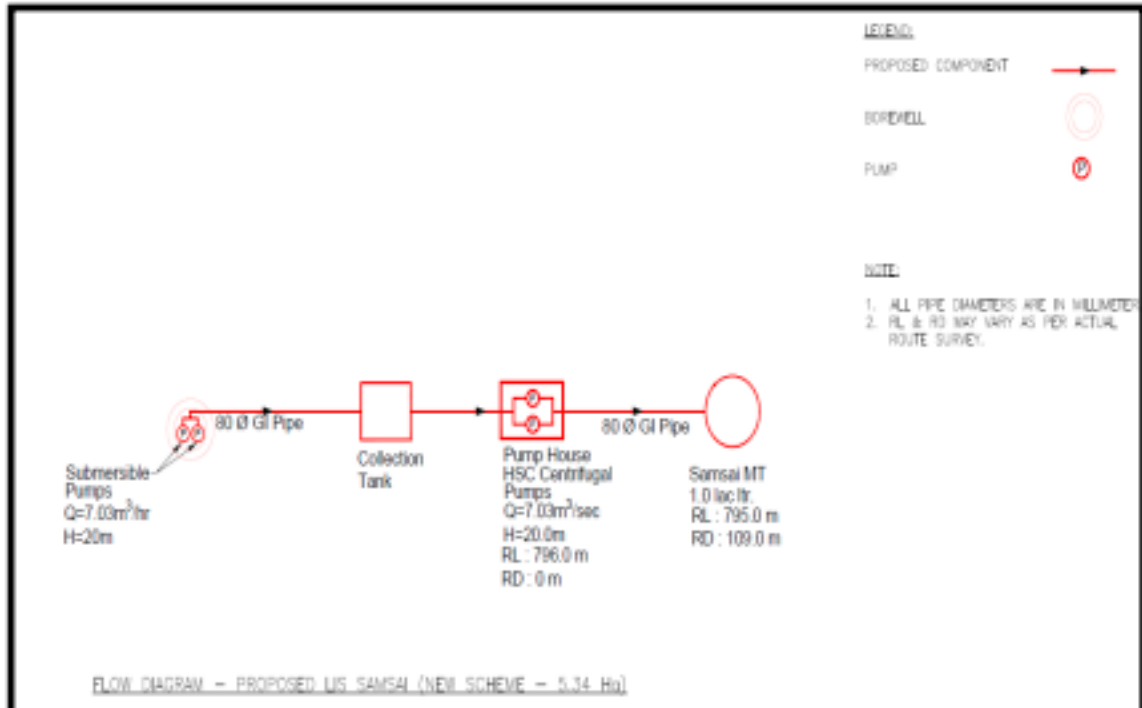 LEGEND:
PROPOSED COMPONENT
BOREWELL
PUMP
P
NOTE:
1. ALL PIPE DIAMETERS ARE IN MILLIMETER
2. RL & RD MAY VARY AS PER ACTUAL
ROUTE SURVEY.
P P
80 Ø GI Pipe
P
P
80 Ø GI Pipe
Submersible
Pumps
Q=7.03m³/hr
H=20m
Collection
Tank
Pump House
HSC Centrifugal
Pumps
Q=7.03m³/sec
H=20.0m
RL : 796.0 m
RD : 0 m
Samsai MT
1.0 lac ltr.
RL : 795.0 m
RD : 109.0 m
FLOW DIAGRAM - PROPOSED LIS SAMSAI (NEW SCHEME - 5.34 Ha)